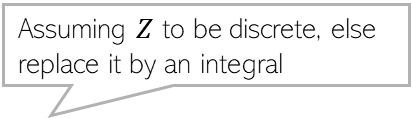 Assuming Z to be discrete, else
replace it by an integral